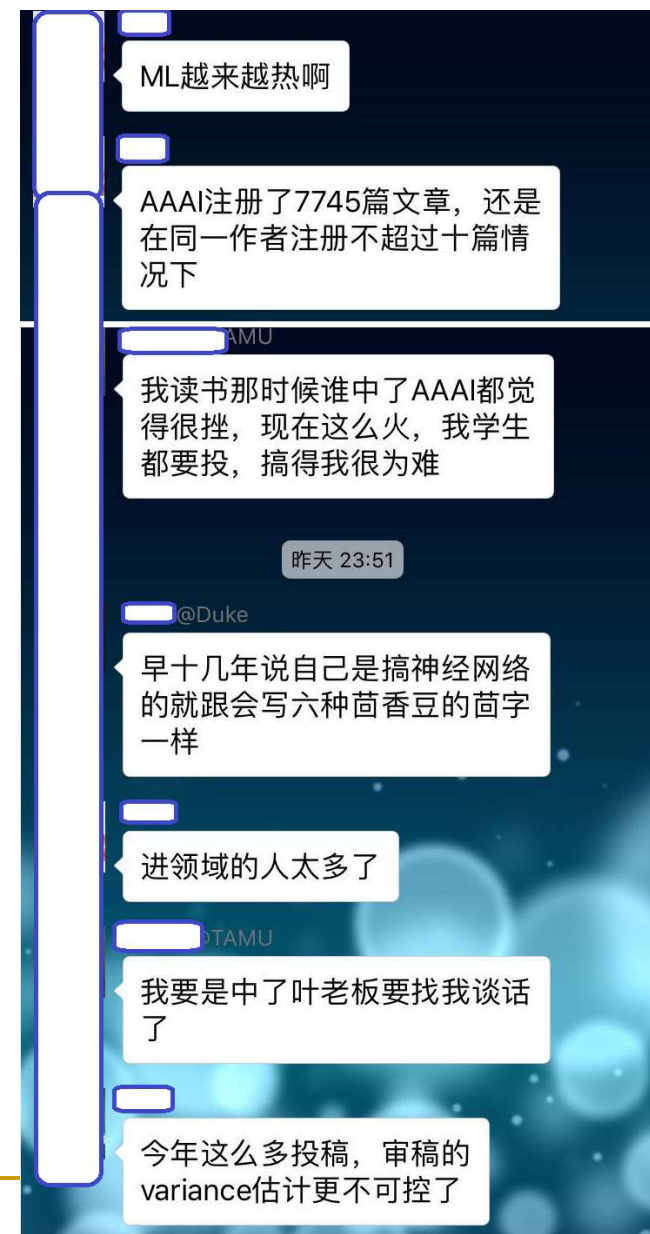 ML越来越热啊
AAAI注册了7745篇文章，还是
在同一作者注册不超过十篇情
况下
AMU
我读书那时候谁中了AAAI都觉
得很挫，现在这么火，我学生
都要投，搞得我很为难
昨天 23:51
@Duke
早十几年说自己是搞神经网络
的就跟会写六种茴香豆的茴字
一样
进领域的人太多了
TAMU
我要是中了叶老板要找我谈话
了
今年这么多投稿，审稿的
variance估计更不可控了